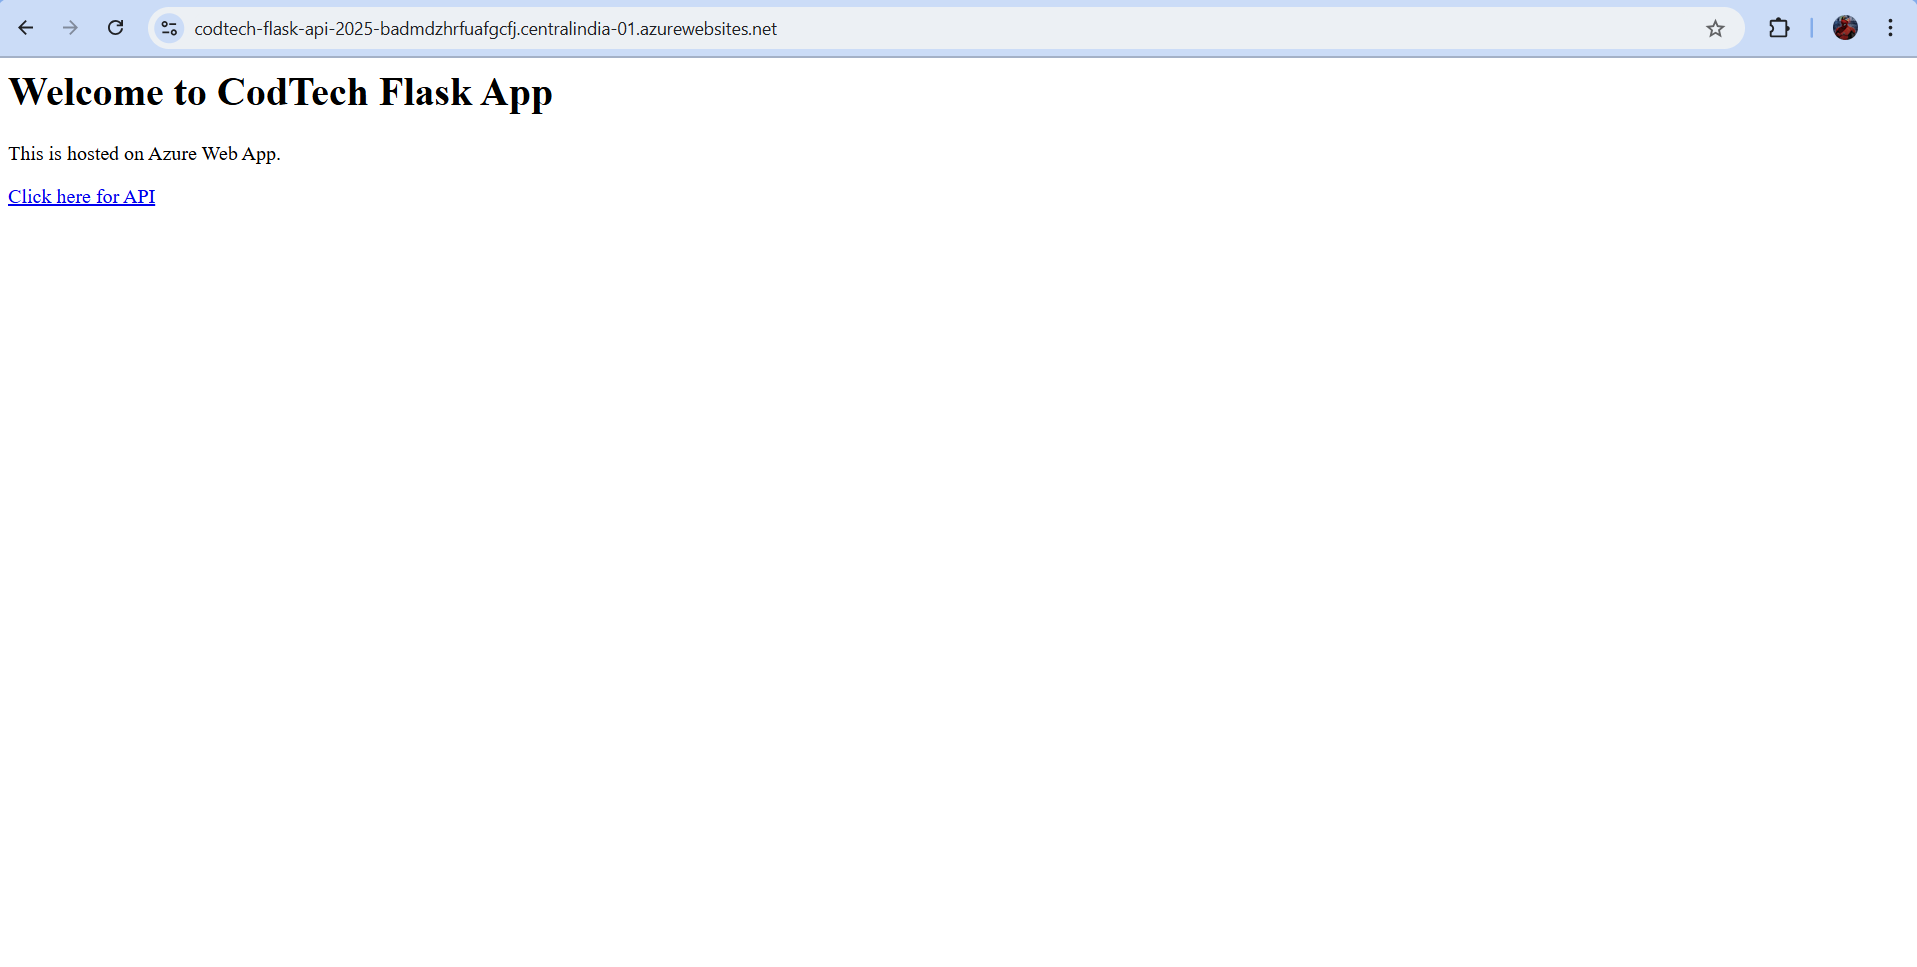 codtech-flask-api-2025-badmdzhrfuafgcfj.centralindia-01.azurewebsites.net
Welcome to CodTech Flask App
This is hosted on Azure Web App.
Click here for API